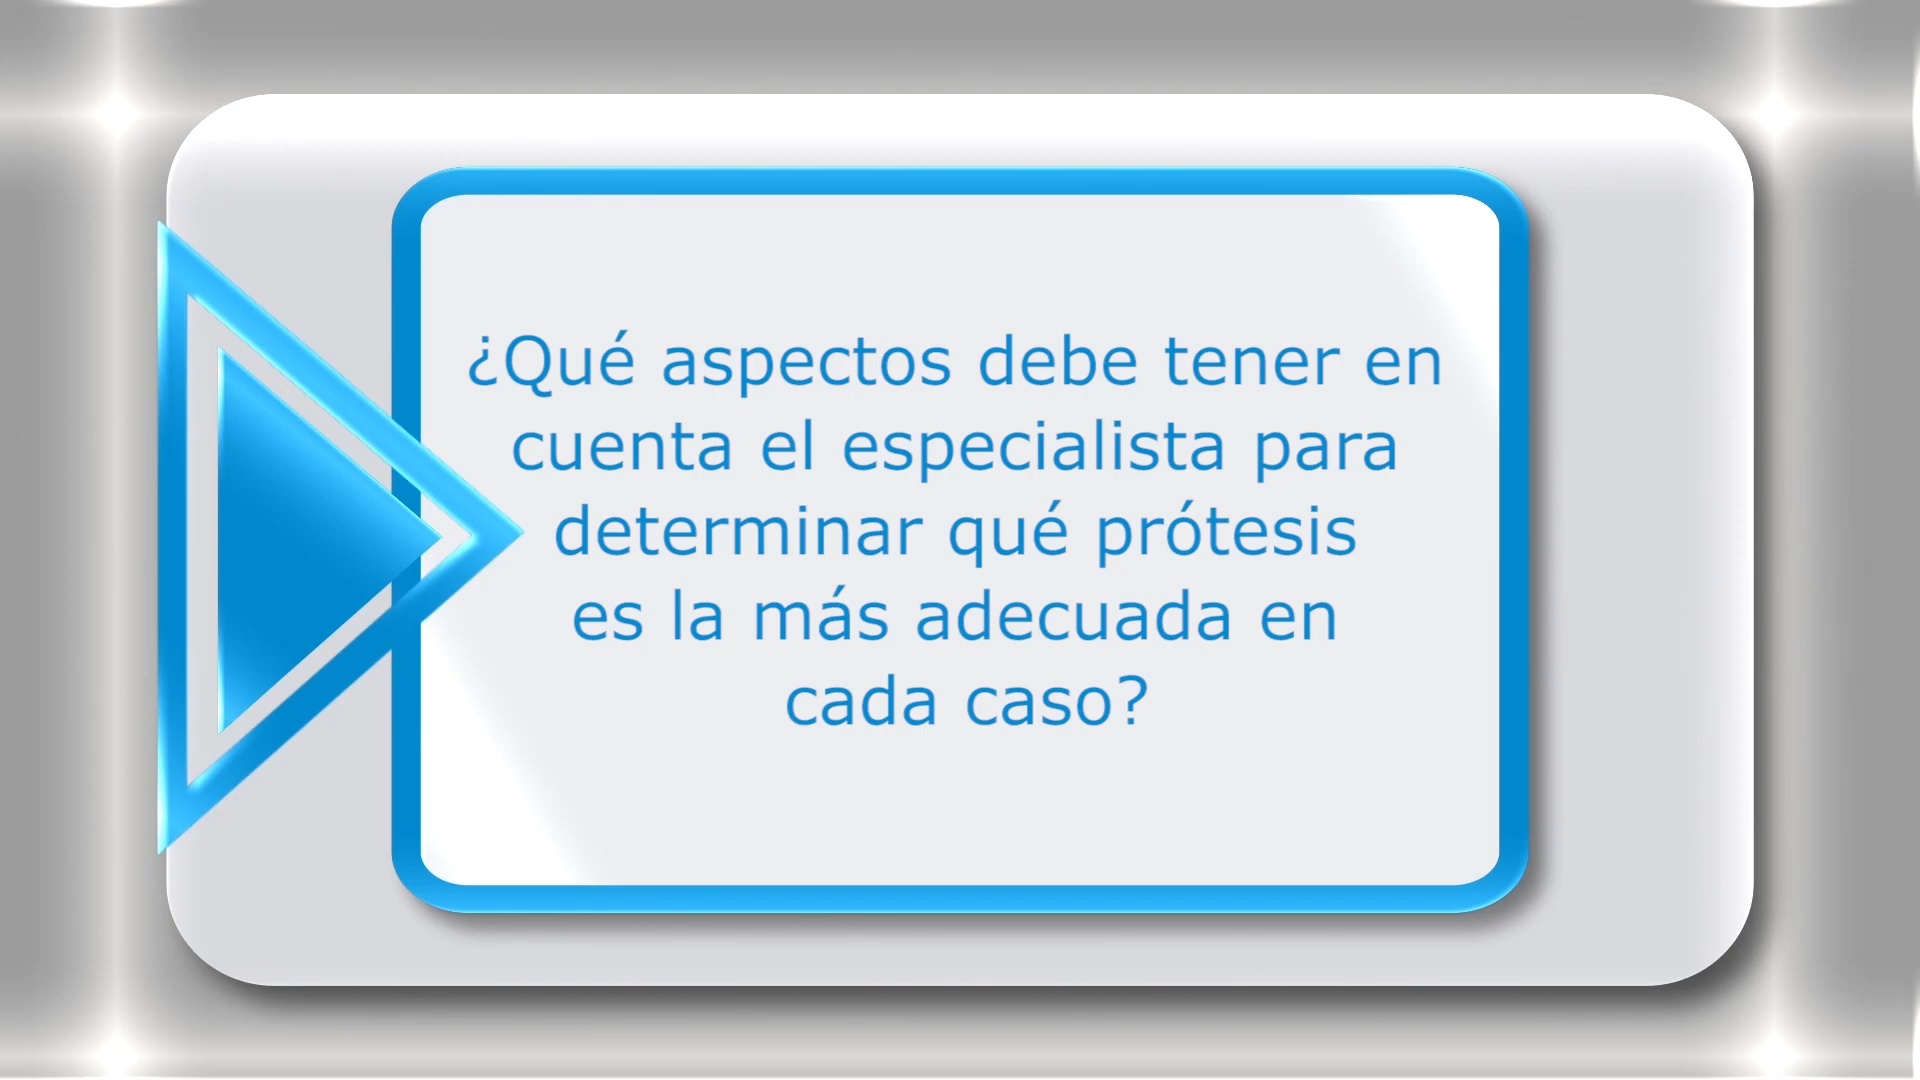 ¿Qué aspectos debe tener en
cuenta el especialista para
determinar qué prótesis
es la más adecuada en
cada caso?